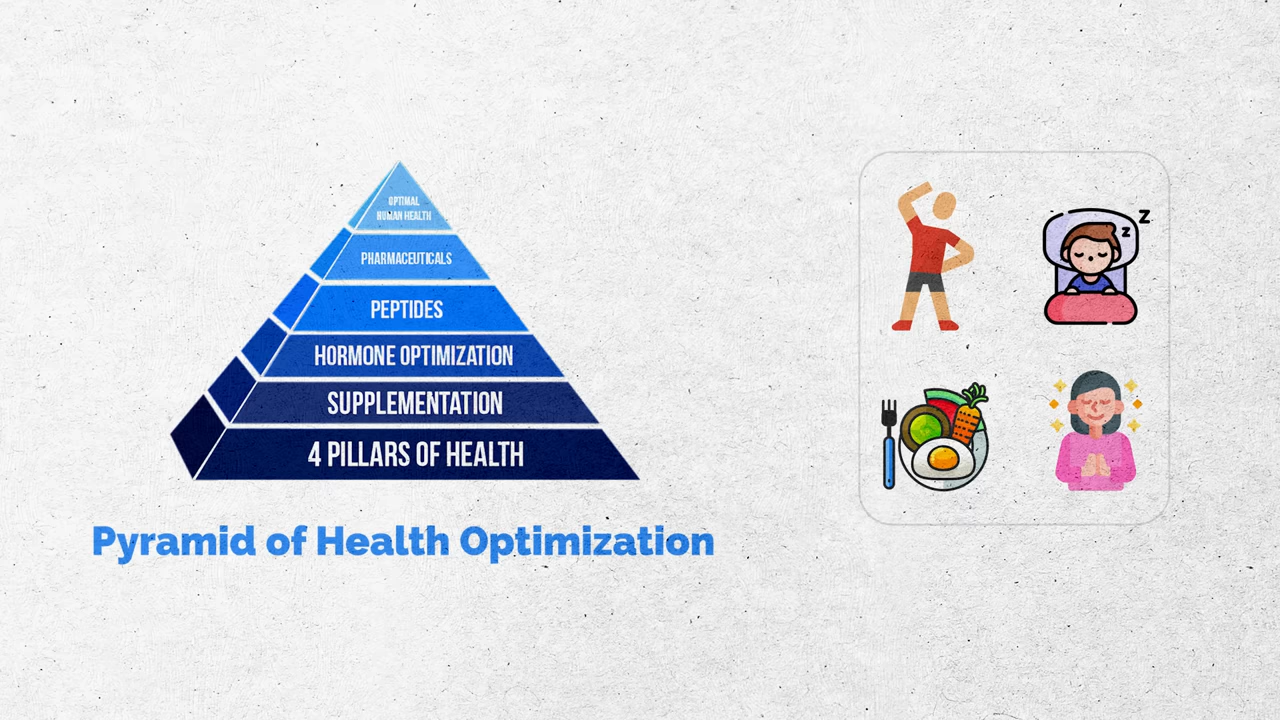 OPTIMAL
HUMAN HEALTH
PHARMACEUTICALS
PEPTIDES
HORMONE OPTIMIZATION
SUPPLEMENTATION
4 PILLARS OF HEALTH
Pyramid of Health Optimization
z
Z